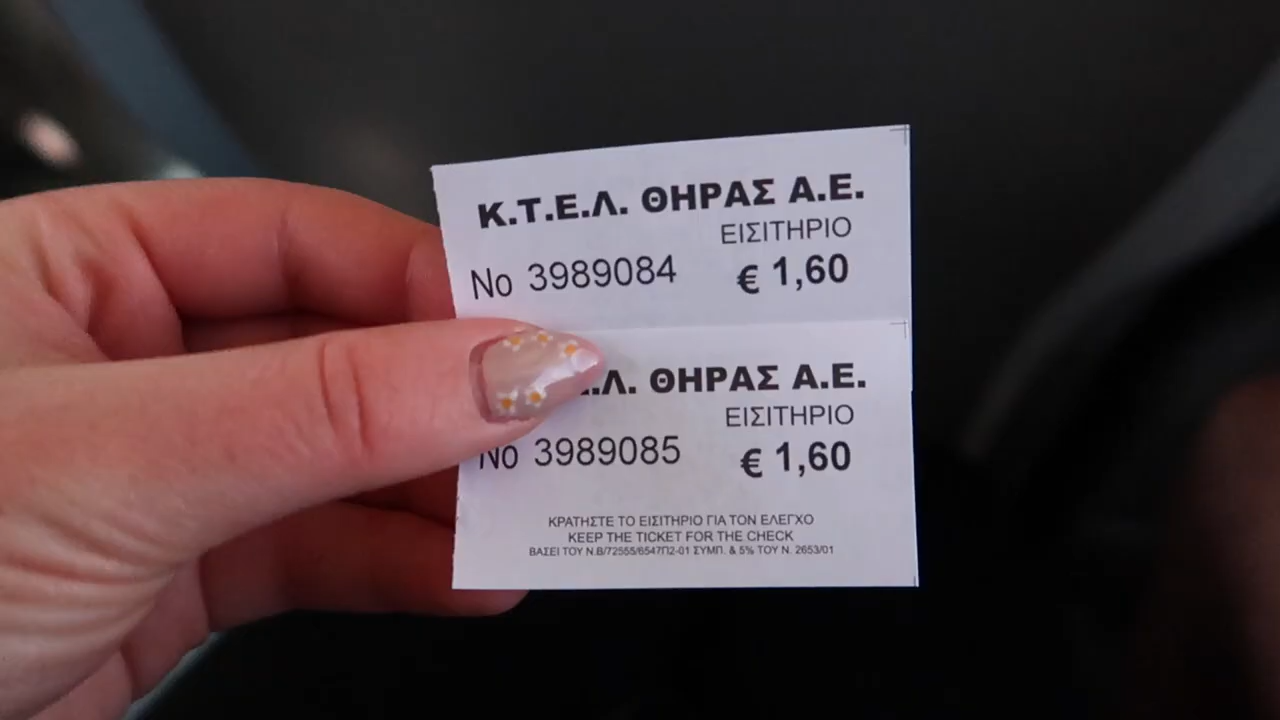 Κ.Τ.Ε.Λ. ΘΗΡΑΣ Α.Ε.
ΕΙΣΙΤΗΡΙΟ
No 3989084
€ 1,60
.Λ. ΘΗΡΑΣ Α.Ε.
ΕΙΣΙΤΗΡΙΟ
No 3989085
€ 1,60
ΚΡΑΤΗΣΤΕ ΤΟ ΕΙΣΙΤΗΡΙΟ ΓΙΑ ΤΟΝ ΕΛΕΓΧΟ
KEEP THE TICKET FOR THE CHECK
ΒΑΣΕΙ ΤΟΥ Ν.Β/72555/6547Π2-01 ΣΥΜΠ. & 5% ΤΟΥ Ν. 2653/01